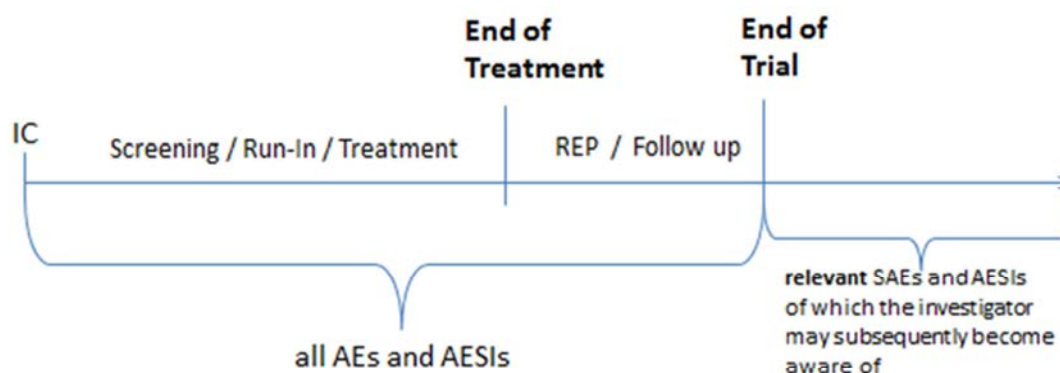 End of
Treatment
End of
Trial
IC
Screening / Run-In / Treatment
REP / Follow up
all AEs and AESIs
relevant SAEs and AESIs
of which the investigator
may subsequently become
aware of